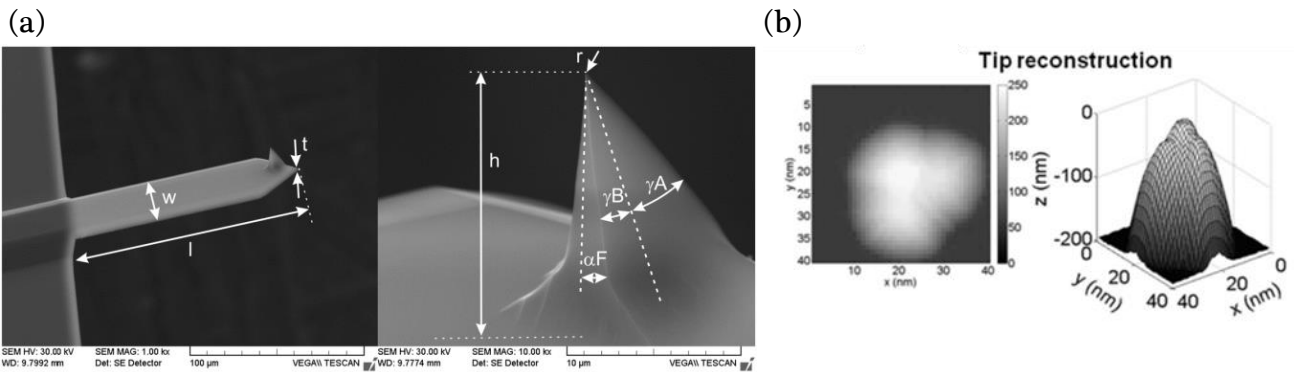 (a)
t
w
l
SEM HV: 30.00 kV
SEM MAG: 1.00 kx
WD: 9.7992 mm
Det: SE Detector
100 µm
VEGA\\ TESCAN
r
h
γB
γA
αF
SEM HV: 30.00 kV
SEM MAG: 10.00 kx
WD: 9.7774 mm
Det: SE Detector
10 µm
VEGA\\ TESCAN
(b)
Tip reconstruction
5
10
15
20
25
30
35
40
y (nm)
10
20
30
40
x (nm)
250
200
150
100
50
0
0
-100
-200
z (nm)
0
20
40
y (nm)
40
20
0
x (nm)